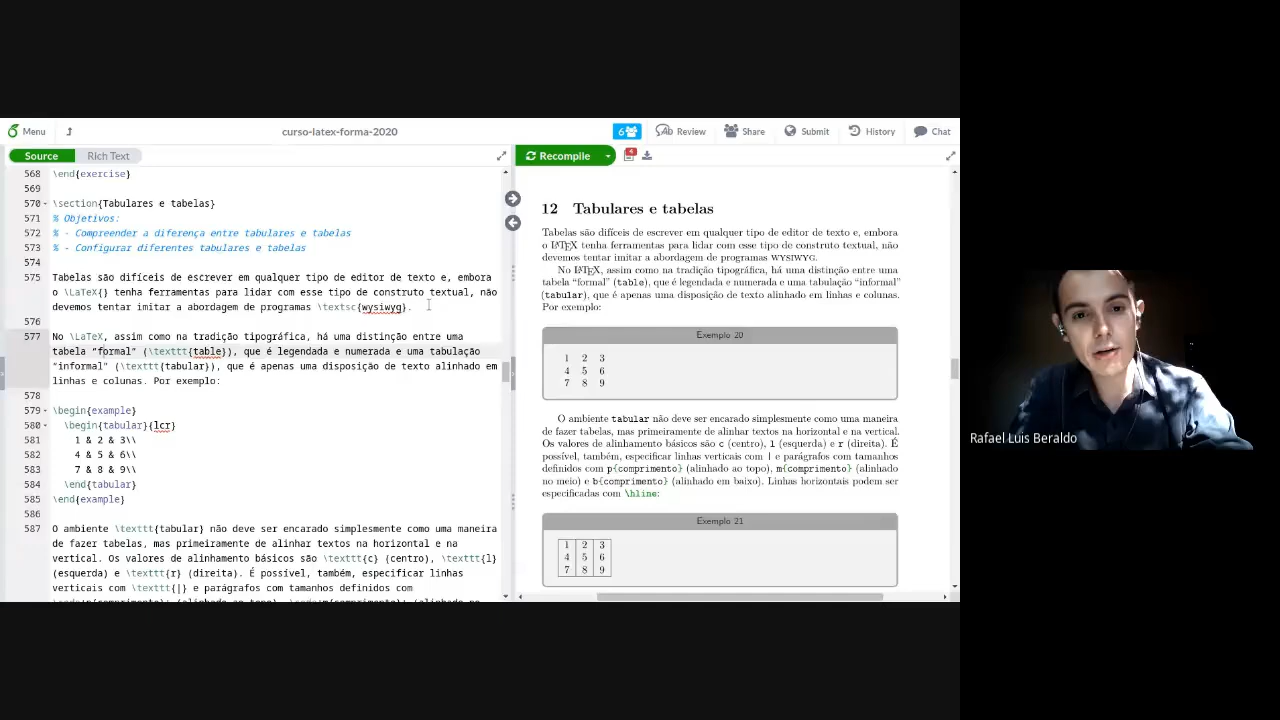 Menu
curso-latex-forma-2020
6
Review
Share
Submit
History
Chat
Source
Rich Text
Recompile
4
568 \end{exercise}
569
570 \section{Tabulares e tabelas}
571 % Objetivos:
572 % - Compreender a diferença entre tabulares e tabelas
573 % - Configurar diferentes tabulares e tabelas
574
575 Tabelas são difíceis de escrever em qualquer tipo de editor de texto e, embora
o \LaTeX{} tenha ferramentas para lidar com esse tipo de construto textual, não
devemos tentar imitar a abordagem de programas \textsc{wysiwyg}.
576
577 No \LaTeX, assim como na tradição tipográfica, há uma distinção entre uma
tabela “formal” (\texttt{table}), que é legendada e numerada e uma tabulação
“informal” (\texttt{tabular}), que é apenas uma disposição de texto alinhado em
linhas e colunas. Por exemplo:
578
579 \begin{example}
580 \begin{tabular}{lcr}
581 1 & 2 & 3\\
582 4 & 5 & 6\\
583 7 & 8 & 9\\
584 \end{tabular}
585 \end{example}
586
587 O ambiente \texttt{tabular} não deve ser encarado simplesmente como uma maneira
de fazer tabelas, mas primeiramente de alinhar textos na horizontal e na
vertical. Os valores de alinhamento básicos são \texttt{c} (centro), \texttt{l}
(esquerda) e \texttt{r} (direita). É possível, também, especificar linhas
verticais com \texttt{|} e parágrafos com tamanhos definidos com
12 Tabulares e tabelas
Tabelas são difíceis de escrever em qualquer tipo de editor de texto e, embora
o LATEX tenha ferramentas para lidar com esse tipo de construto textual, não
devemos tentar imitar a abordagem de programas WYSIWYG.
No LATEX, assim como na tradição tipográfica, há uma distinção entre uma
tabela “formal” (table), que é legendada e numerada e uma tabulação “informal”
(tabular), que é apenas uma disposição de texto alinhado em linhas e colunas.
Por exemplo:
Exemplo 20
1 2 3
4 5 6
7 8 9
O ambiente tabular não deve ser encarado simplesmente como uma maneira
de fazer tabelas, mas primeiramente de alinhar textos na horizontal e na vertical.
Os valores de alinhamento básicos são c (centro), l (esquerda) e r (direita). É
possível, também, especificar linhas verticais com | e parágrafos com tamanhos
definidos com p{comprimento} (alinhado ao topo), m{comprimento} (alinhado
no meio) e b{comprimento} (alinhado em baixo). Linhas horizontais podem ser
especificadas com \hline:
Exemplo 21
1 2 3
4 5 6
7 8 9
Rafael Luis Beraldo